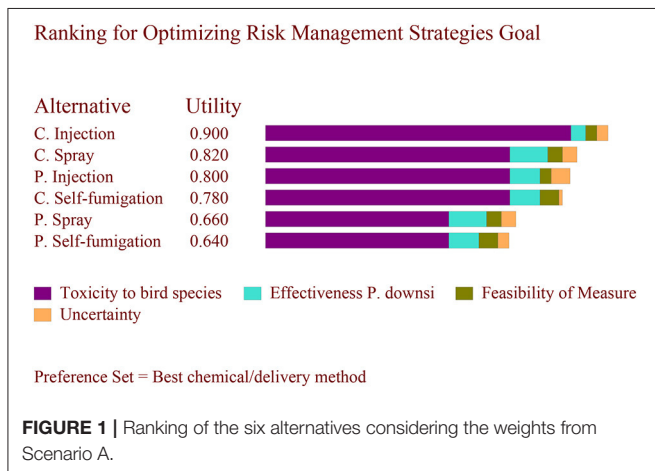 Ranking for Optimizing Risk Management Strategies Goal
Alternative Utility
C. Injection 0.900
C. Spray 0.820
P. Injection 0.800
C. Self-fumigation 0.780
P. Spray 0.660
P. Self-fumigation 0.640
Toxicity to bird species Effectiveness P. downsi Feasibility of Measure
Uncertainty
Preference Set = Best chemical/delivery method
FIGURE 1 | Ranking of the six alternatives considering the weights from
Scenario A.